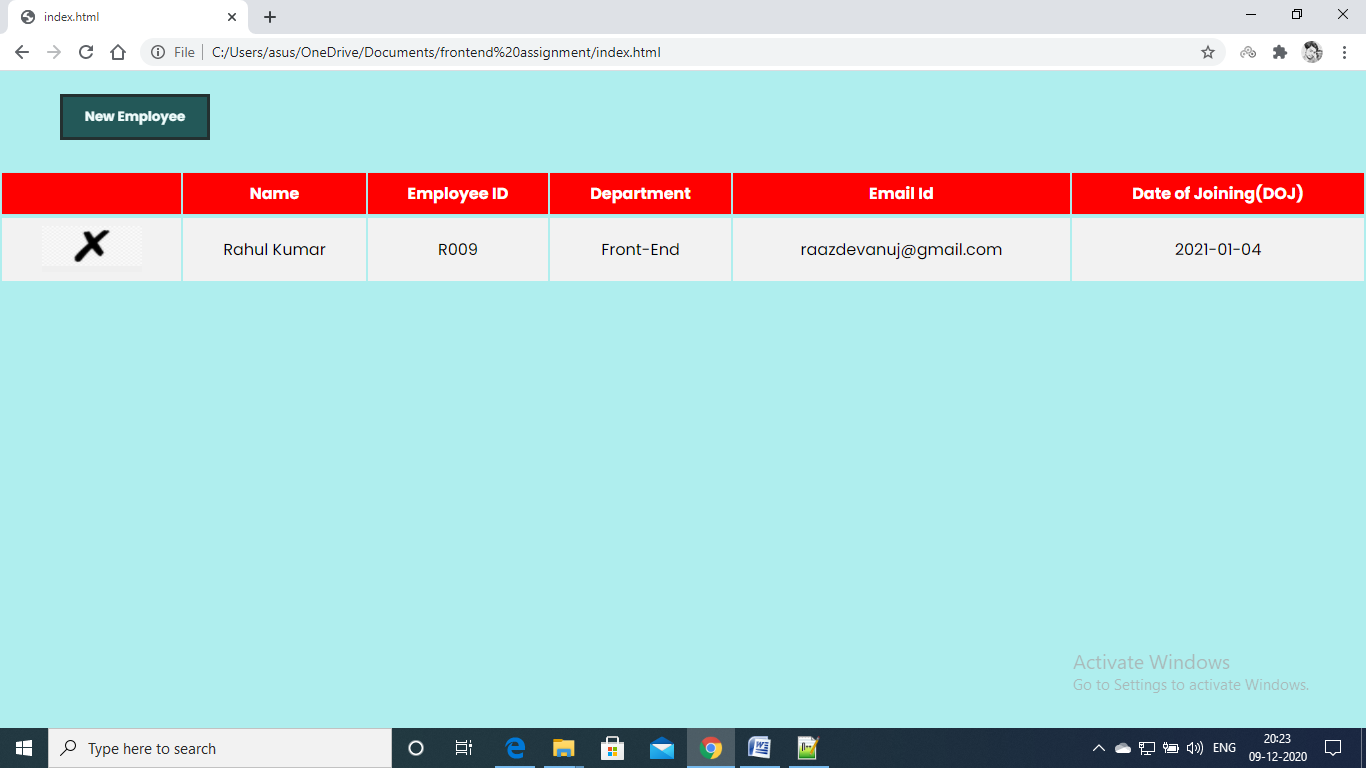 index.html
File C:/Users/asus/OneDrive/Documents/frontend%20assignment/index.html
New Employee
Name Employee ID Department Email Id Date of Joining(DOJ)
Rahul Kumar R009 Front-End raazdevanuj@gmail.com 2021-01-04
Activate Windows
Go to Settings to activate Windows.
Type here to search
ENG
20:23
09-12-2020